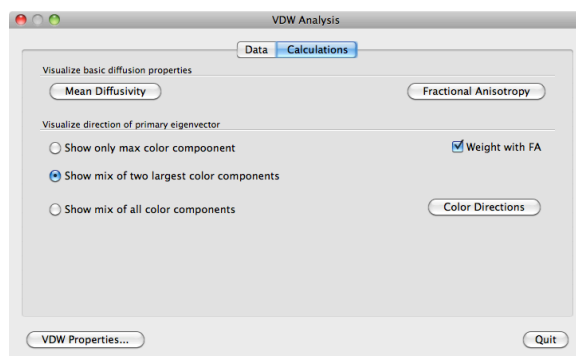 VDW Analysis
Data Calculations
Visualize basic diffusion properties
Mean Diffusivity Fractional Anisotropy
Visualize direction of primary eigenvector
Show only max color compoonent Weight with FA
Show mix of two largest color components
Show mix of all color components Color Directions
VDW Properties... Quit